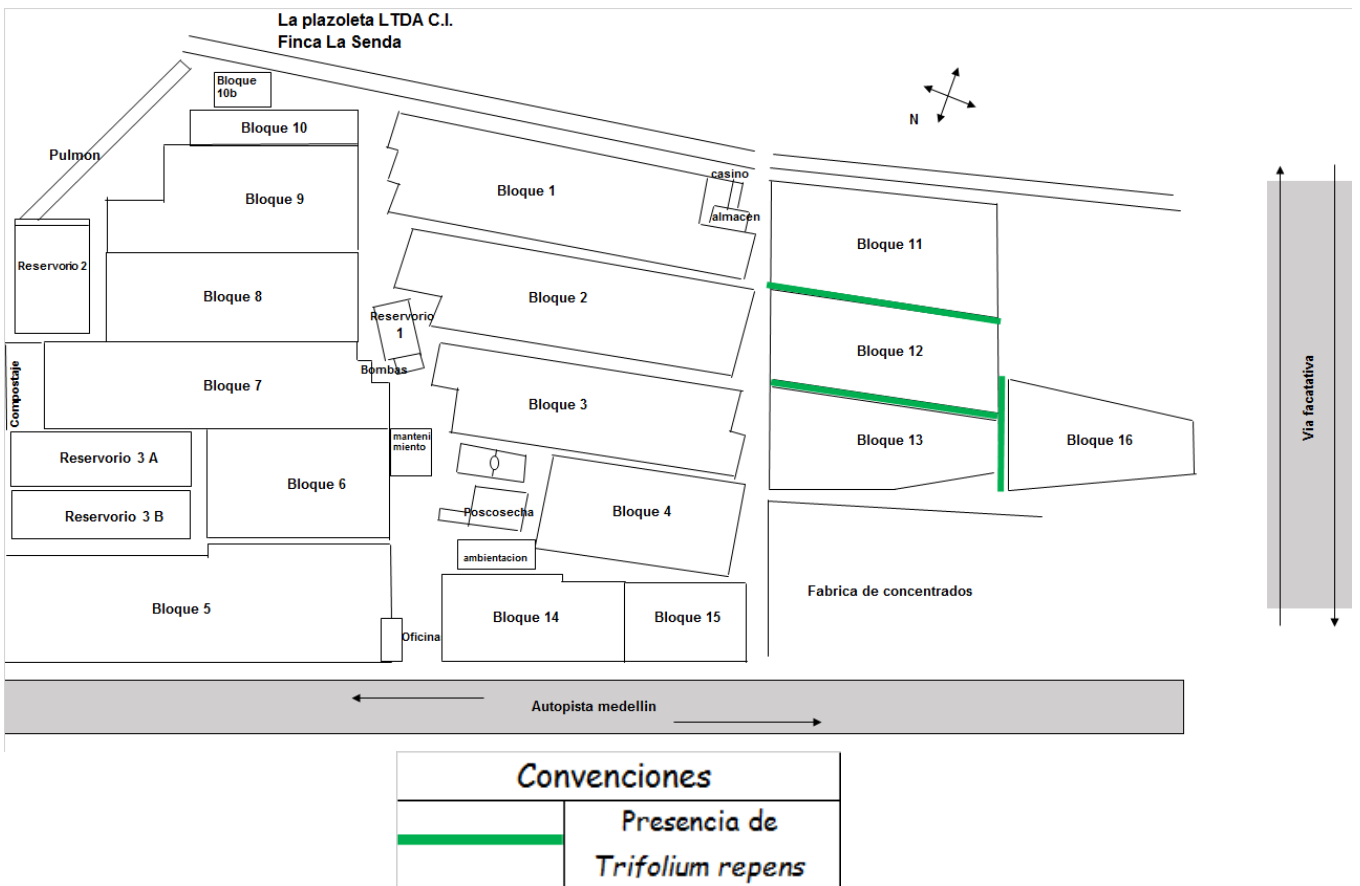 La plazoleta LTDA C.I.
Finca La Senda
Bloque
10b
Bloque 10
Pulmón
Bloque 9
Bloque 1
casino
almacen
N
Bloque 11
Reservorio 2
Bloque 8
Reservorio
1
Bombas
Bloque 2
Bloque 12
Compostaje
Bloque 7
Bloque 3
Bloque 13
Bloque 16
Via facatativa
Reservorio 3 A
Reservorio 3 B
Bloque 6
manteni
miento
Poscosecha
Bloque 4
ambientacion
Bloque 5
Oficina
Bloque 14
Bloque 15
Fabrica de concentrados
Autopista medellin
Convenciones
Presencia de
Trifolium repens